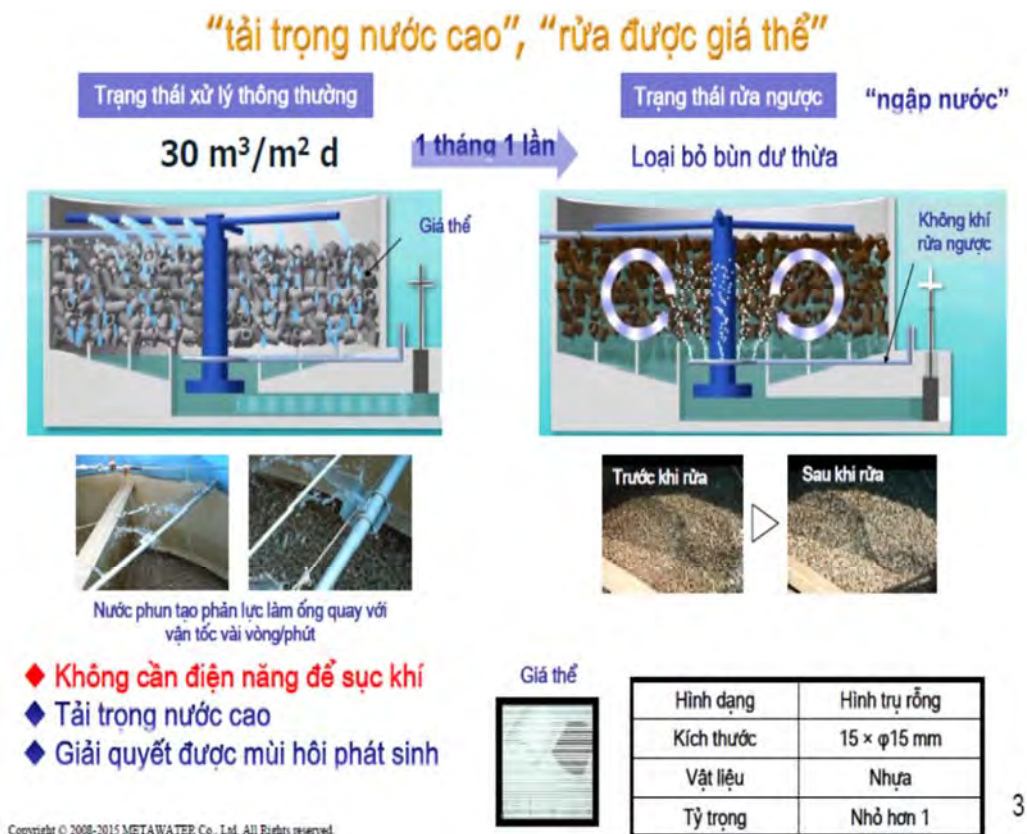 “tải trọng nước cao”, “rửa được giá thể”
Trạng thái xử lý thông thường
30 m³/m² d
1 tháng 1 lần
Trạng thái rửa ngược
“ngập nước”
Loại bỏ bùn dư thừa
Giá thể
Không khí
rửa ngược
Nước phun tạo phản lực làm ống quay với
vận tốc vài vòng/phút
Trước khi rửa
Sau khi rửa
◆ Không cần điện năng để sục khí
◆ Tải trọng nước cao
◆ Giải quyết được mùi hôi phát sinh
Giá thể
Hình dạng Hình trụ rỗng
Kích thước 15 × φ15 mm
Vật liệu Nhựa
Tỷ trọng Nhỏ hơn 1
3
Copyright © 2008-2015 METAWATER Co., Ltd. All Rights reserved.